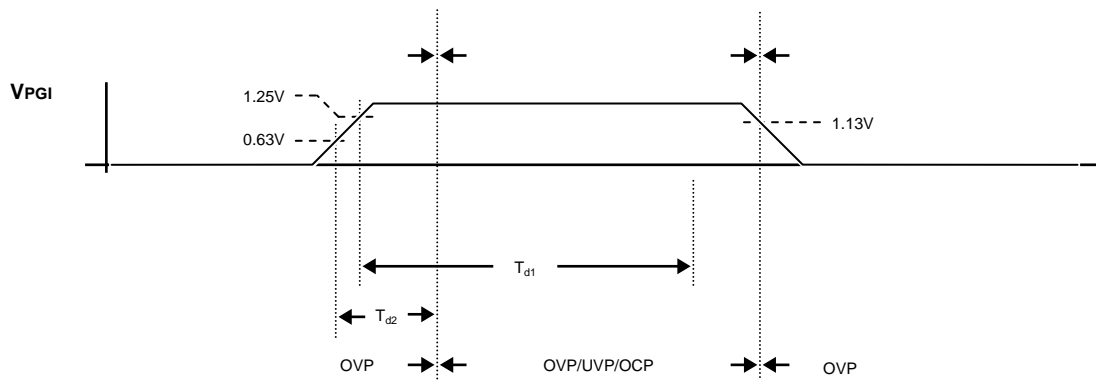 VPGI
1.25V
0.63V
1.13V
Td1
Td2
OVP
OVP/UVP/OCP
OVP